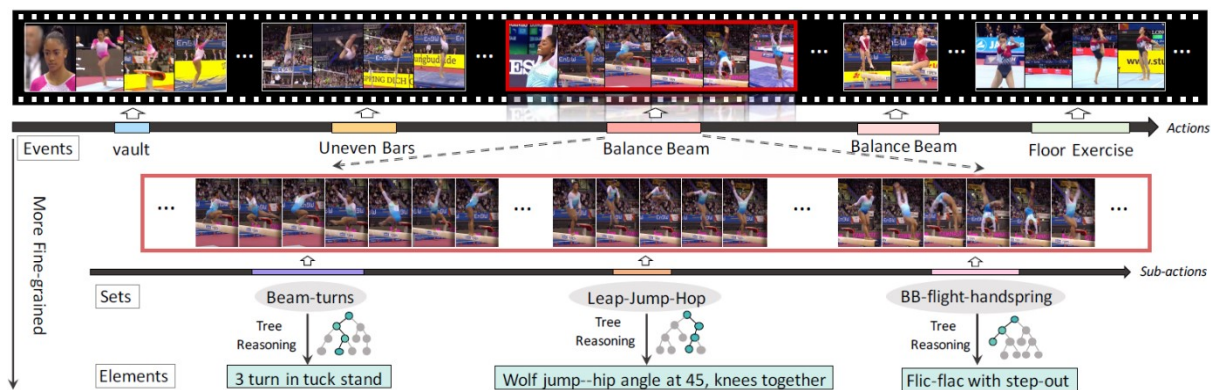 Actions
Events
vault
Uneven Bars
Balance Beam
Balance Beam
Floor Exercise
More Fine-grained
...
...
...
...
Sub-actions
Sets
Beam-turns
Leap-Jump-Hop
BB-flight-handspring
Tree
Reasoning
Tree
Reasoning
Tree
Reasoning
Elements
3 turn in tuck stand
Wolf jump--hip angle at 45, knees together
Flic-flac with step-out